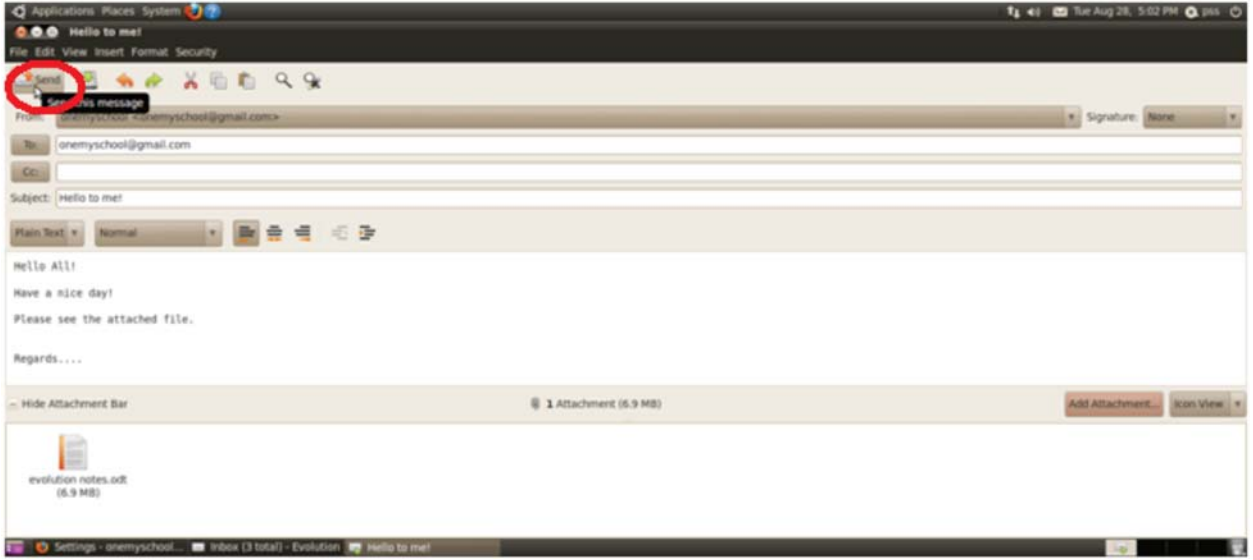 Applications Places System Tue Aug 28, 5:02 PM pss
Hello to me!
File Edit View Insert Format Security
Send
Send this message
From: onemyschool <onemyschool@gmail.com> Signature: None
To: onemyschool@gmail.com
Cc:
Subject: Hello to me!
Plain Text Normal
Hello All!
Have a nice day!
Please see the attached file.
Regards....
Hide Attachment Bar 1 Attachment (6.9 MB) Add Attachment... Icon View
evolution notes.odt
(6.9 MB)
Settings - onemyschool... Inbox (3 total) - Evolution Hello to me!